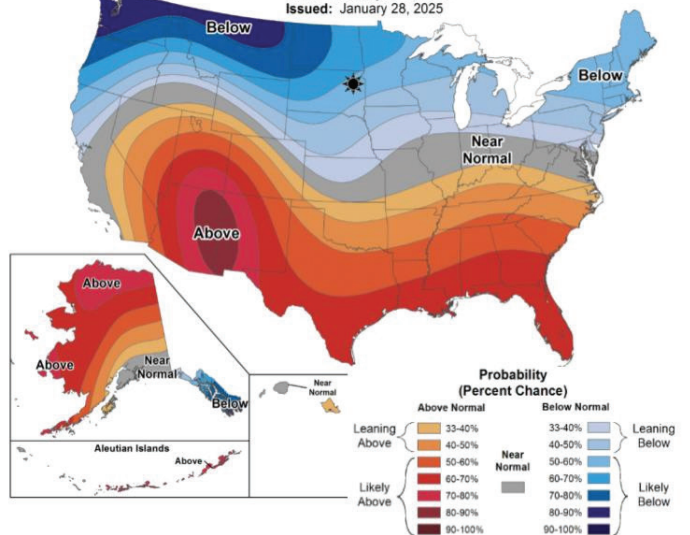 Issued: January 28, 2025
Below
Below
Near
Normal
Above
Above
Above
Near
Normal
Below
Near
Normal
Aleutian Islands
Above
Probability
(Percent Chance)
Above Normal Below Normal
Leaning
Above
33-40%
40-50%
50-60%
60-70%
70-80%
80-90%
90-100%
Likely
Above
Near
Normal
33-40%
40-50%
50-60%
60-70%
70-80%
80-90%
90-100%
Leaning
Below
Likely
Below